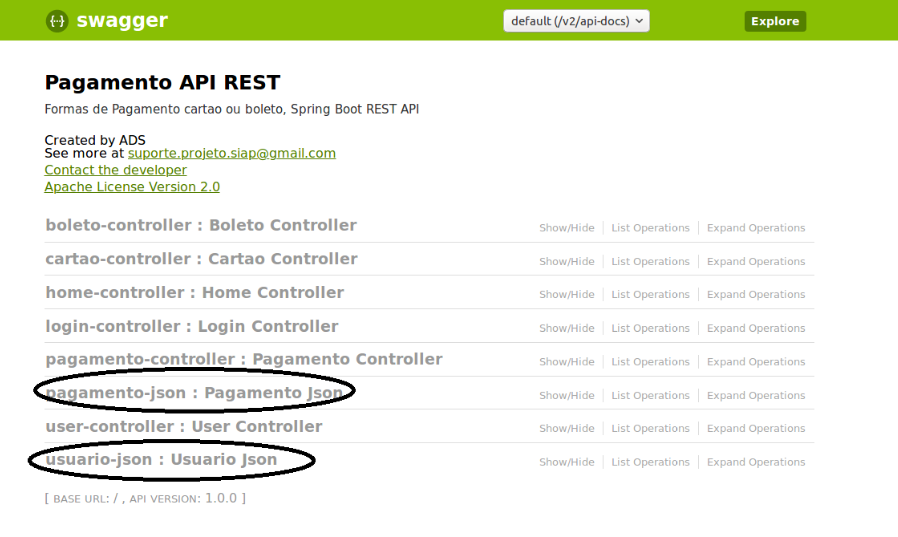 {··} swagger default (/v2/api-docs) Explore
Pagamento API REST
Formas de Pagamento cartao ou boleto, Spring Boot REST API
Created by ADS
See more at suporte.projeto.siap@gmail.com
Contact the developer
Apache License Version 2.0
boleto-controller : Boleto Controller Show/Hide List Operations Expand Operations
cartao-controller : Cartao Controller Show/Hide List Operations Expand Operations
home-controller : Home Controller Show/Hide List Operations Expand Operations
login-controller : Login Controller Show/Hide List Operations Expand Operations
pagamento-controller : Pagamento Controller Show/Hide List Operations Expand Operations
pagamento-json : Pagamento Json Show/Hide List Operations Expand Operations
user-controller : User Controller Show/Hide List Operations Expand Operations
usuario-json : Usuario Json Show/Hide List Operations Expand Operations
[ BASE URL: / , API VERSION: 1.0.0 ]